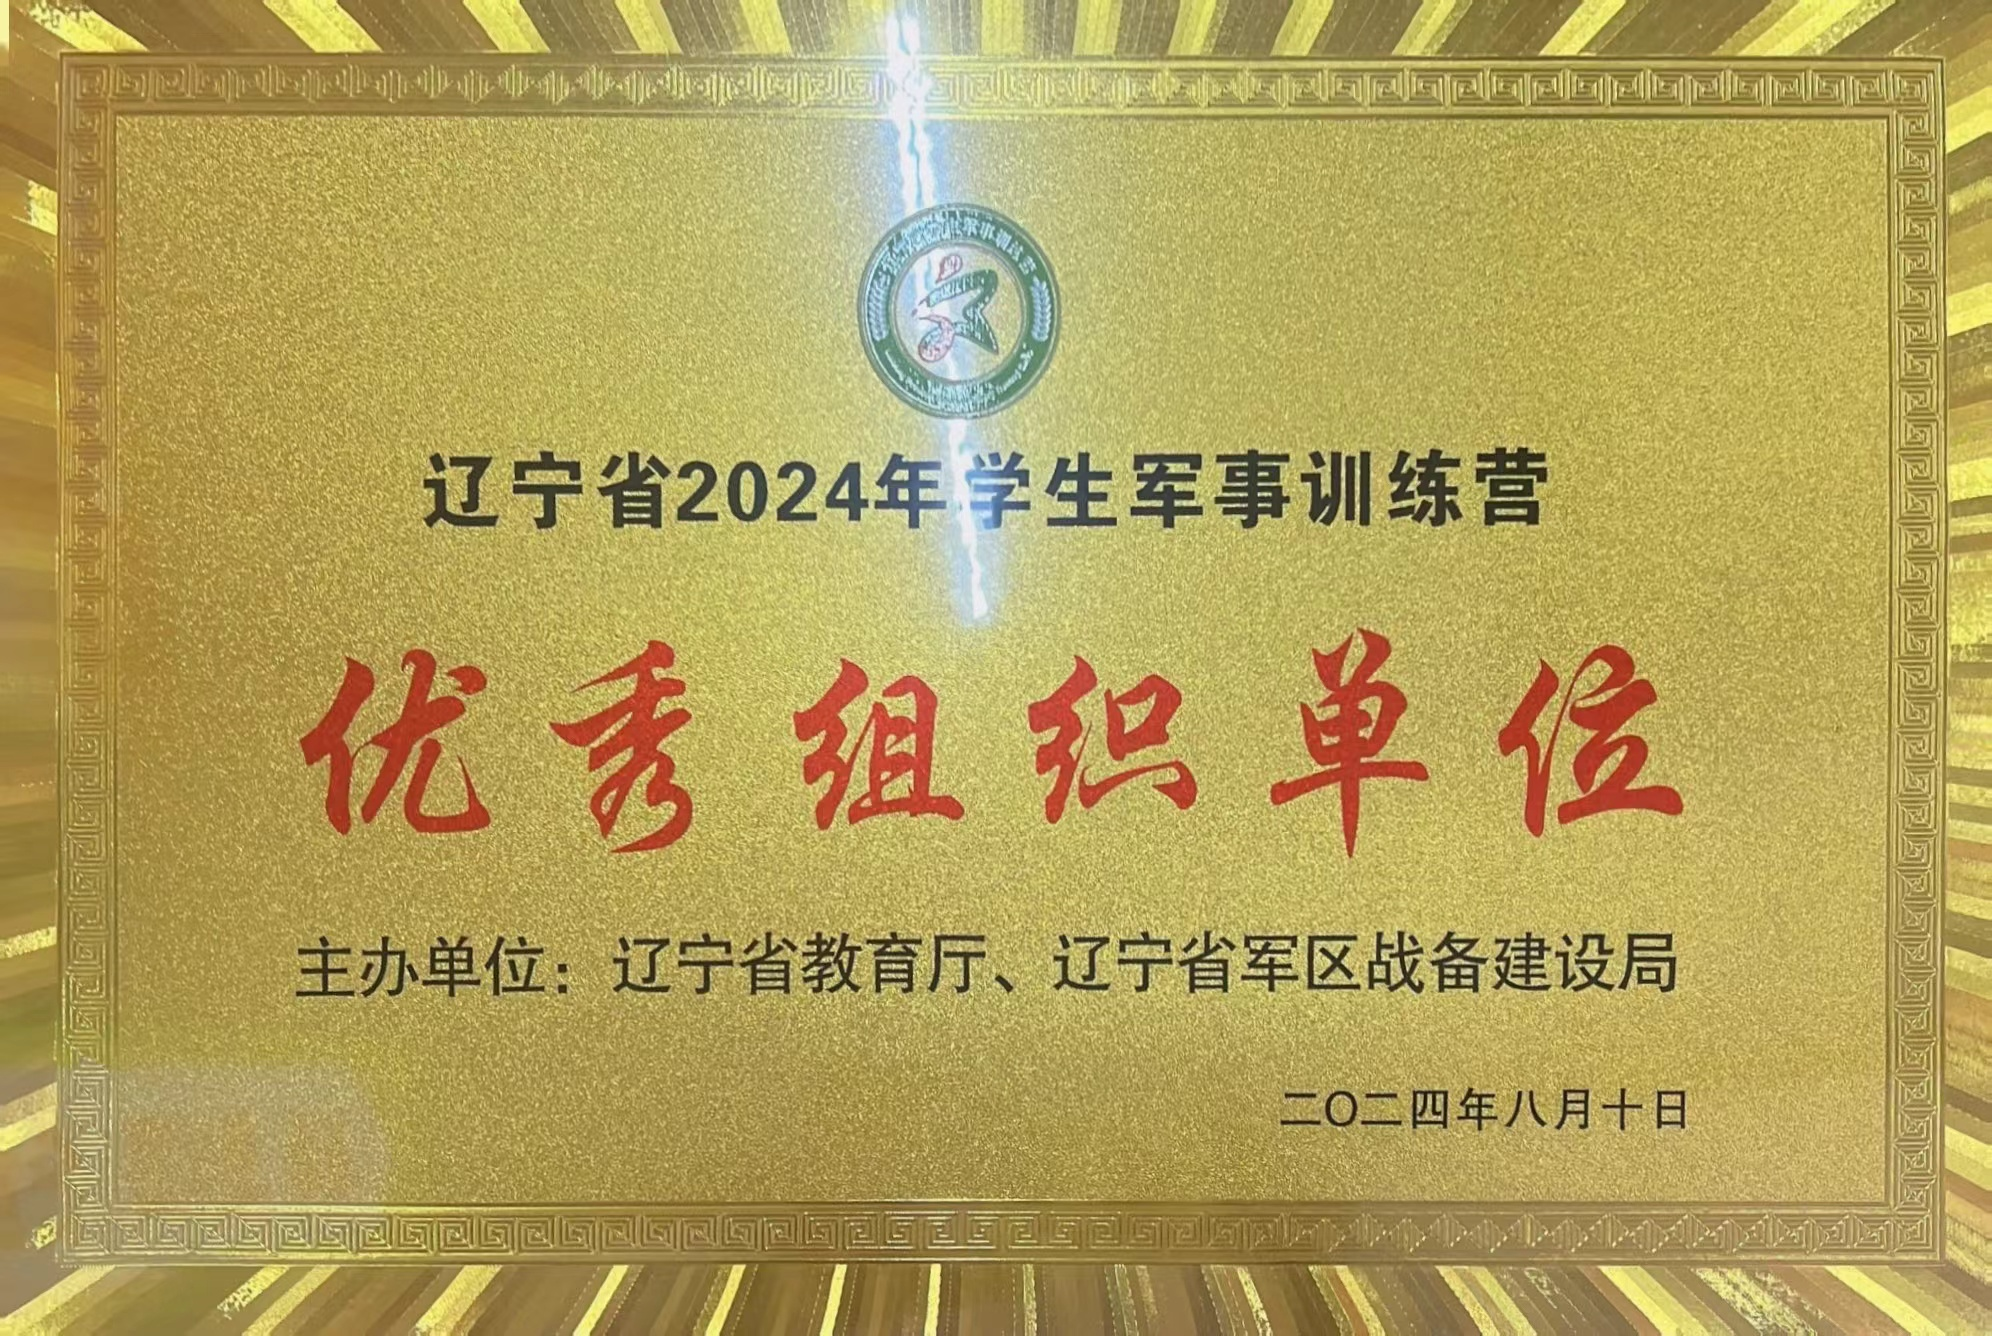 辽宁省2024年学生军事训练营
优秀组织单位
主办单位：辽宁省教育厅、辽宁省军区战备建设局
二〇二四年八月十日